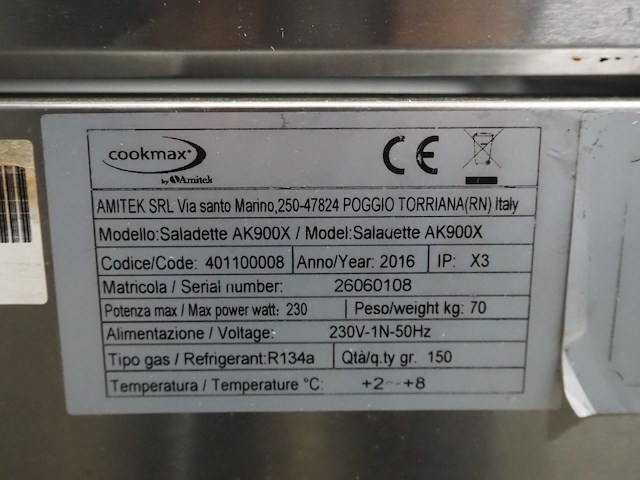 cookmax
by Amitek
CE
AMITEK SRL Via santo Marino,250-47824 POGGIO TORRIANA(RN) Italy
Modello:Saladette AK900X / Model:Salauette AK900X
Codice/Code: 401100008 Anno/Year: 2016 IP: X3
Matricola / Serial number: 26060108
Potenza max / Max power watt: 230 Peso/weight kg: 70
Alimentazione / Voltage: 230V-1N-50Hz
Tipo gas / Refrigerant:R134a Qtà/q.ty gr. 150
Temperatura / Temperature °C: +2~+8